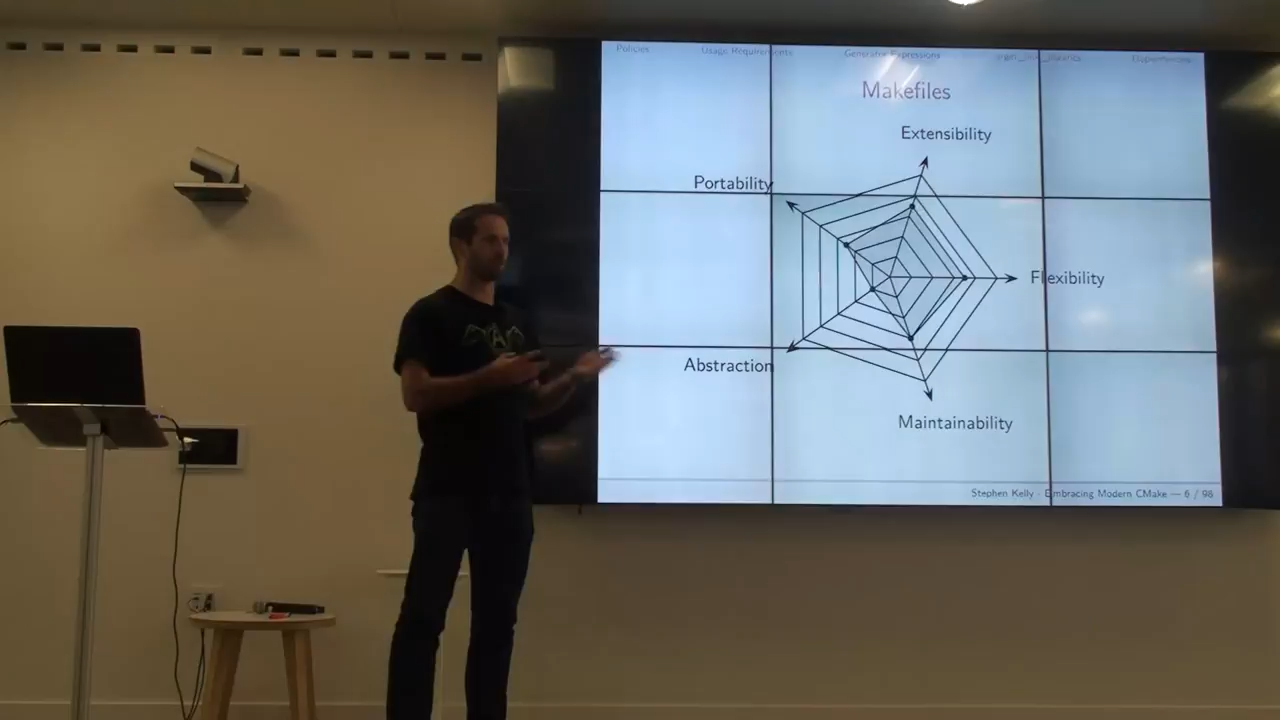 Policies Usage Requirements Generator Expressions
Makefiles
Extensibility
Portability
Flexibility
Abstraction
Maintainability
Stephen Kelly - Embracing Modern CMake — 6 / 98